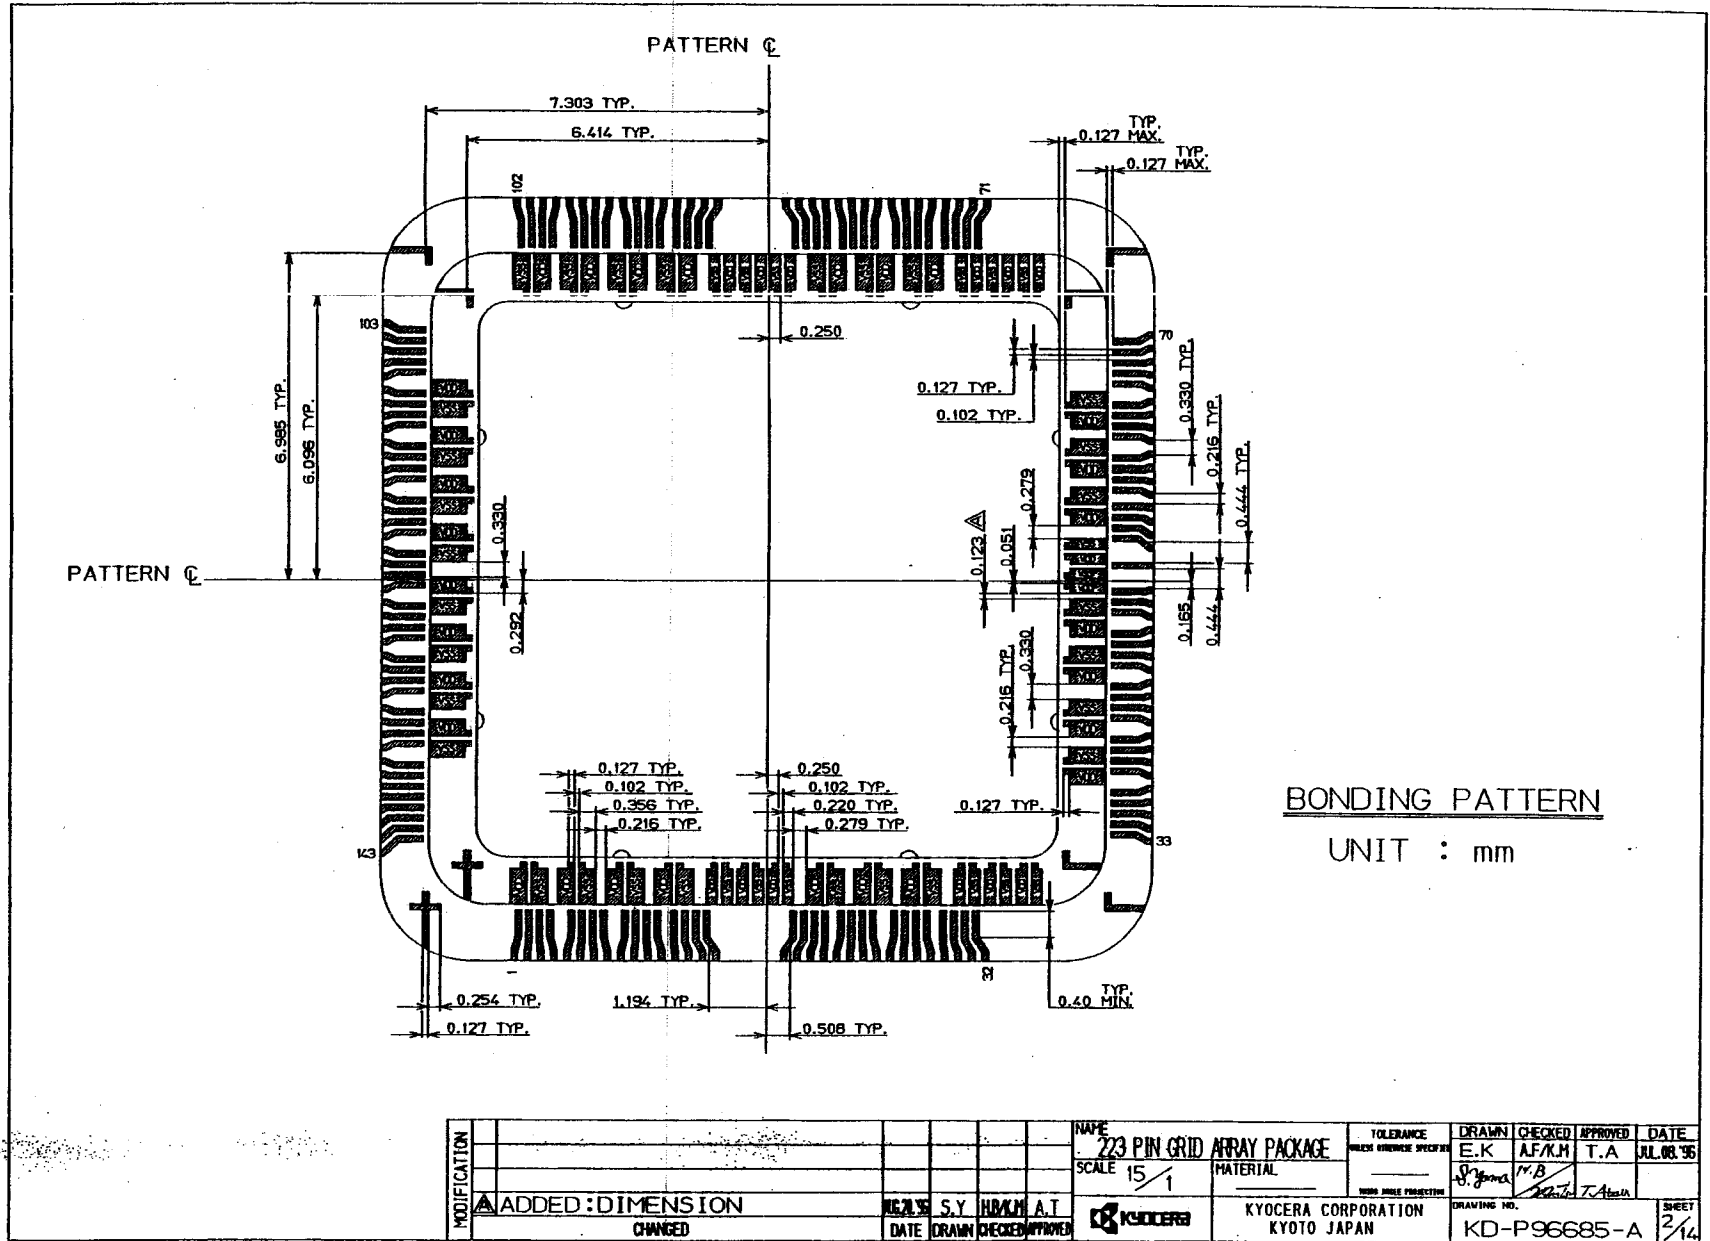 PATTERN ℄
7.303 TYP.
6.414 TYP.
TYP.
0.127 MAX.
TYP.
0.127 MAX.
102
71
103
70
0.250
0.127 TYP.
0.102 TYP.
0.330 TYP.
0.216 TYP.
0.444 TYP.
6.985 TYP.
6.096 TYP.
0.330
0.292
0.279
0.123 A
0.051
PATTERN ℄
0.165
0.444
0.330
0.216 TYP.
0.127 TYP.
0.102 TYP.
0.356 TYP.
0.216 TYP.
0.250
0.102 TYP.
0.220 TYP.
0.279 TYP.
0.127 TYP.
143
33
BONDING PATTERN
UNIT : mm
1
32
0.254 TYP.
0.127 TYP.
1.194 TYP.
0.508 TYP.
TYP.
0.40 MIN.
MODIFICATION
A ADDED:DIMENSION
S.Y
H.B/K.M
A.T
CHANGED
DATE
DRAWN
CHECKED
APPROVED
NAME
223 PIN GRID ARRAY PACKAGE
SCALE 15/1
MATERIAL
TOLERANCE
UNLESS OTHERWISE SPECIFIED
THIRD ANGLE PROJECTION
DRAWN
CHECKED
APPROVED
DATE
E.K
A.F/K.M
T.A
JUL.08.'96
KYOCERA
KYOCERA CORPORATION
KYOTO JAPAN
DRAWING NO.
KD-P96685-A
SHEET
2/14